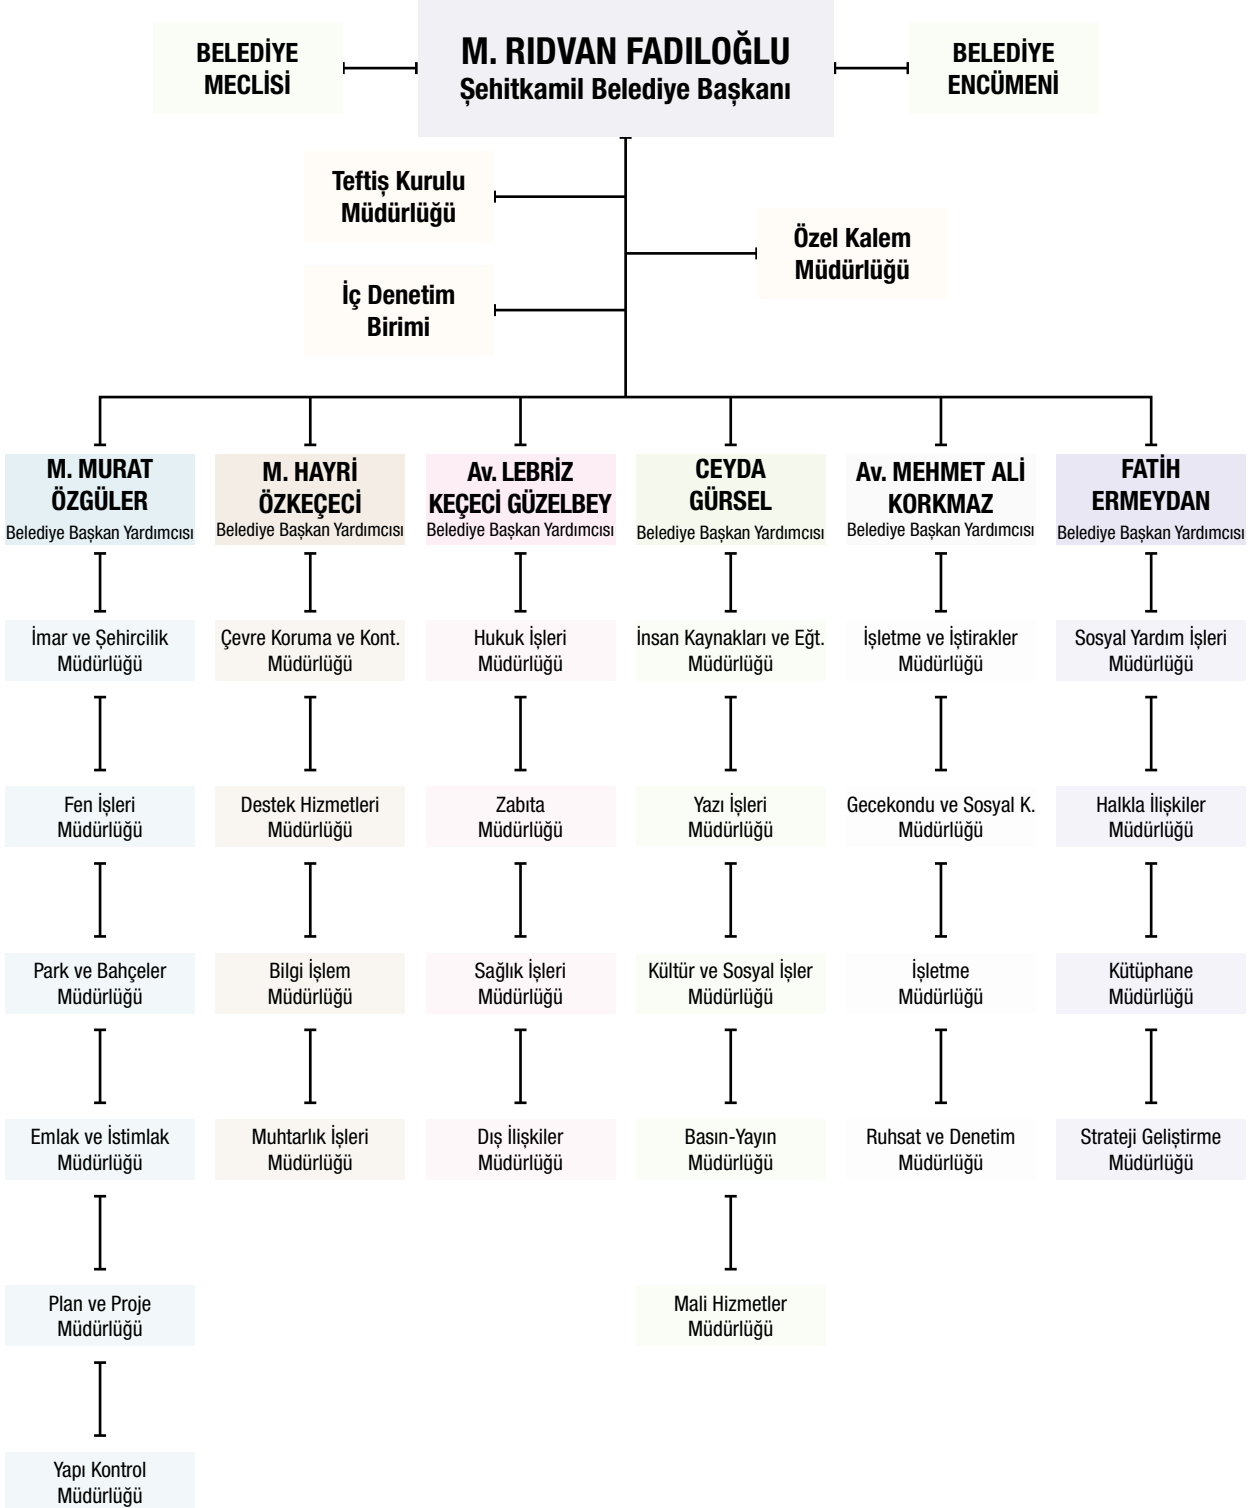 BELEDİYE
MECLİSİ
M. RIDVAN FADILOĞLU
Şehitkamil Belediye Başkanı
BELEDİYE
ENCÜMENİ
Teftiş Kurulu
Müdürlüğü
Özel Kalem
Müdürlüğü
İç Denetim
Birimi
M. MURAT
ÖZGÜLER
Belediye Başkan Yardımcısı
İmar ve Şehircilik
Müdürlüğü
Fen İşleri
Müdürlüğü
Park ve Bahçeler
Müdürlüğü
Emlak ve İstimlak
Müdürlüğü
Plan ve Proje
Müdürlüğü
Yapı Kontrol
Müdürlüğü
M. HAYRİ
ÖZKEÇECİ
Belediye Başkan Yardımcısı
Çevre Koruma ve Kont.
Müdürlüğü
Destek Hizmetleri
Müdürlüğü
Bilgi İşlem
Müdürlüğü
Muhtarlık İşleri
Müdürlüğü
Av. LEBRİZ
KEÇECİ GÜZELBEY
Belediye Başkan Yardımcısı
Hukuk İşleri
Müdürlüğü
Zabıta
Müdürlüğü
Sağlık İşleri
Müdürlüğü
Dış İlişkiler
Müdürlüğü
CEYDA
GÜRSEL
Belediye Başkan Yardımcısı
İnsan Kaynakları ve Eğt.
Müdürlüğü
Yazı İşleri
Müdürlüğü
Kültür ve Sosyal İşler
Müdürlüğü
Basın-Yayın
Müdürlüğü
Mali Hizmetler
Müdürlüğü
Av. MEHMET ALİ
KORKMAZ
Belediye Başkan Yardımcısı
İşletme ve İştirakler
Müdürlüğü
Gecekondu ve Sosyal K.
Müdürlüğü
İşletme
Müdürlüğü
Ruhsat ve Denetim
Müdürlüğü
FATİH
ERMEYDAN
Belediye Başkan Yardımcısı
Sosyal Yardım İşleri
Müdürlüğü
Halkla İlişkiler
Müdürlüğü
Kütüphane
Müdürlüğü
Strateji Geliştirme
Müdürlüğü